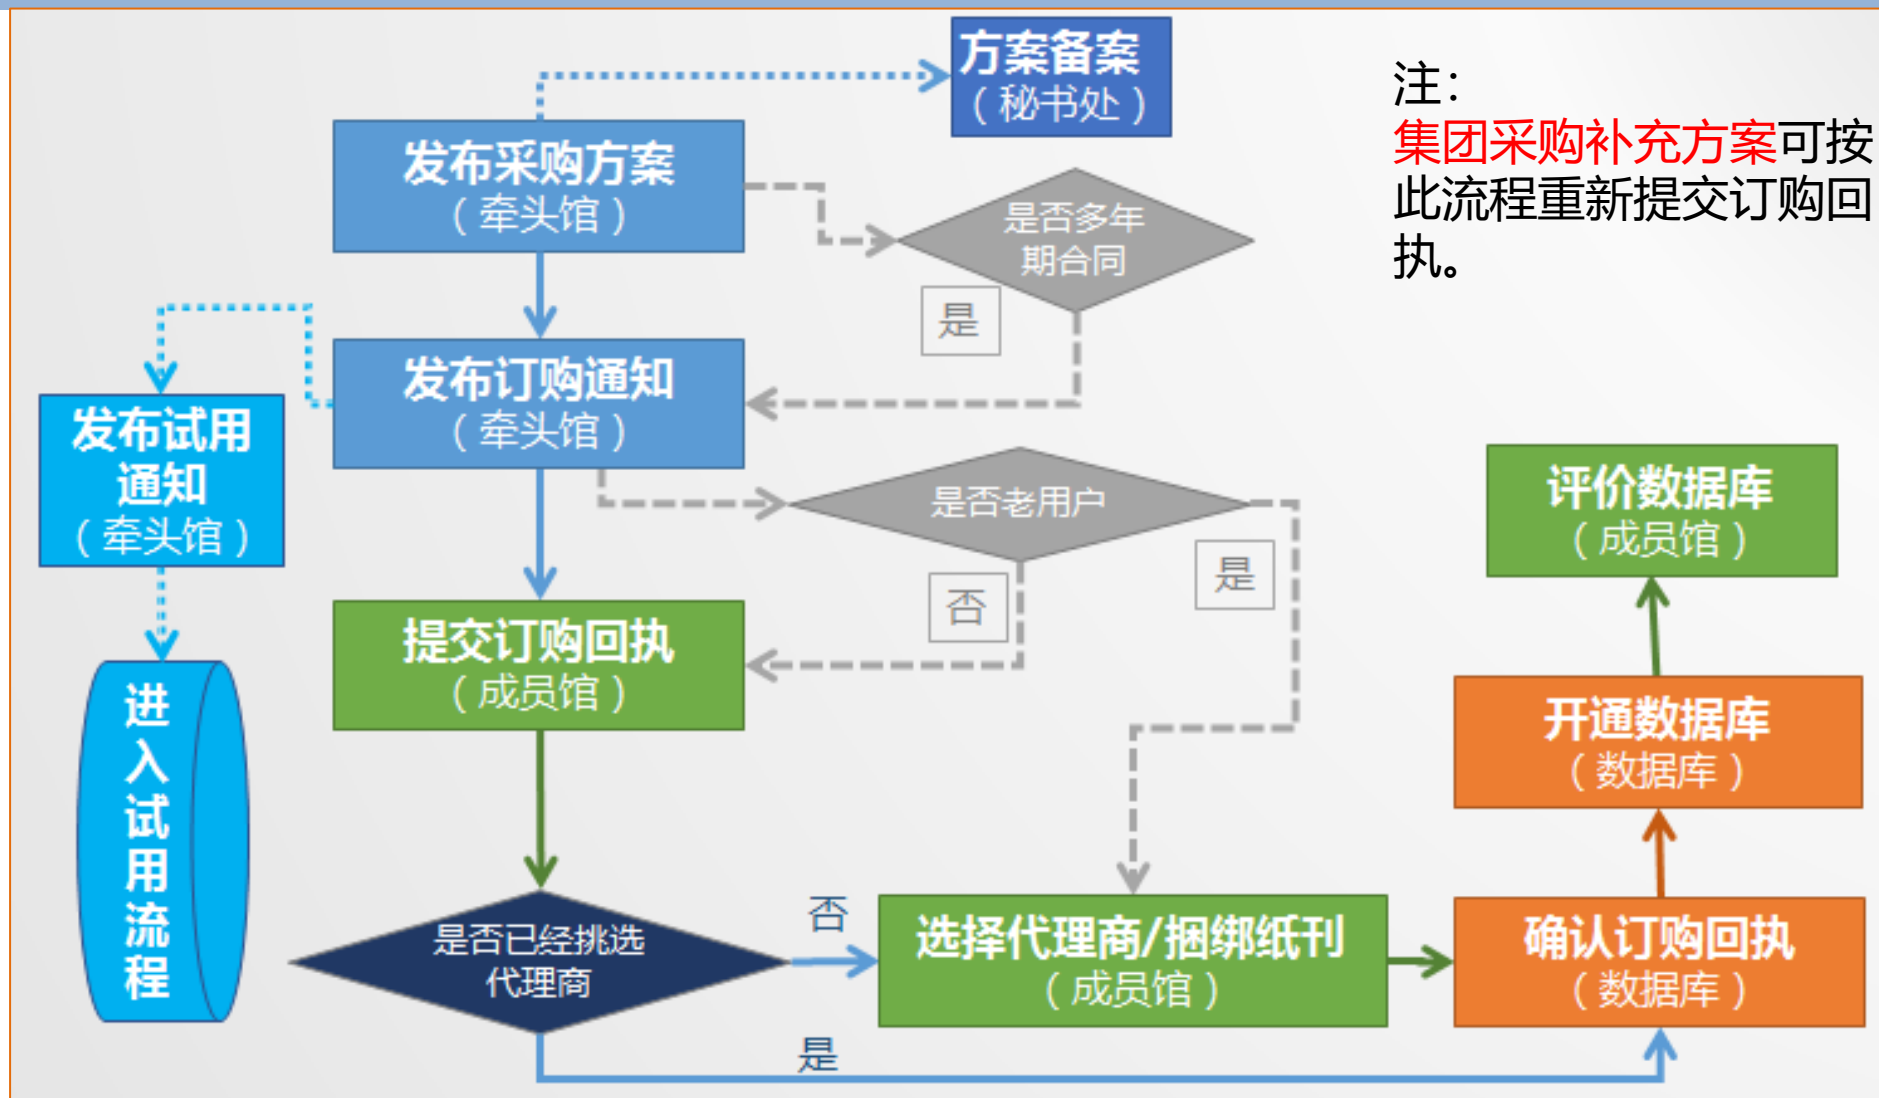 方案备案
（秘书处）
注：
集团采购补充方案可按
此流程重新提交订购回
执。
发布采购方案
（牵头馆）
是否多年
期合同
是
发布订购通知
（牵头馆）
发布试用
通知
（牵头馆）
是否老用户
否
是
评价数据库
（成员馆）
提交订购回执
（成员馆）
进入试用流程
开通数据库
（数据库）
是否已经挑选
代理商
否
是
选择代理商/捆绑纸刊
（成员馆）
确认订购回执
（数据库）